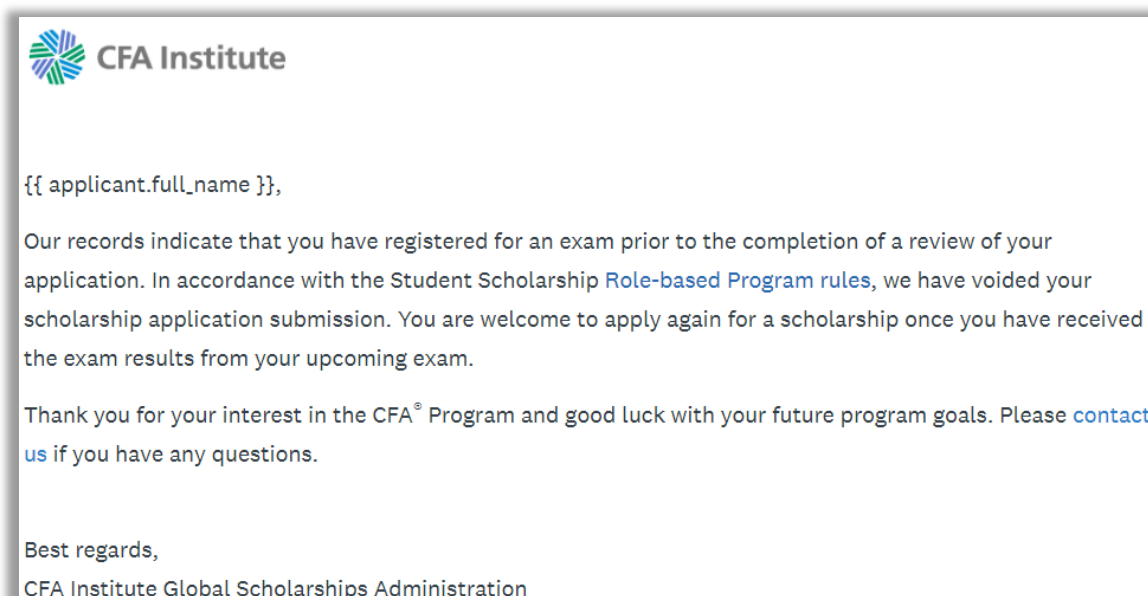 CFA Institute
{{ applicant.full_name }},
Our records indicate that you have registered for an exam prior to the completion of a review of your
application. In accordance with the Student Scholarship Role-based Program rules, we have voided your
scholarship application submission. You are welcome to apply again for a scholarship once you have received
the exam results from your upcoming exam.
Thank you for your interest in the CFA® Program and good luck with your future program goals. Please contact
us if you have any questions.
Best regards,
CFA Institute Global Scholarships Administration